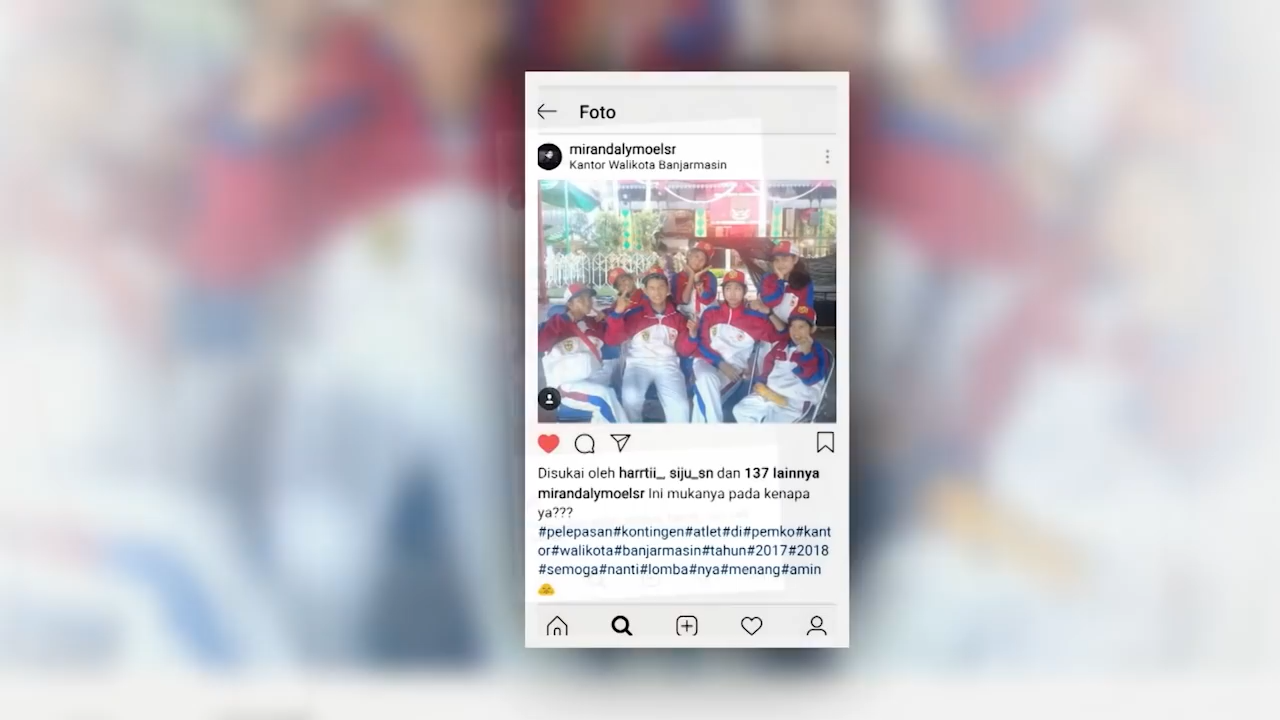 Foto
mirandalymoelsr
Kantor Walikota Banjarmasin
Disukai oleh harrtii_, siju_sn dan 137 lainnya
mirandalymoelsr Ini mukanya pada kenapa
ya???
#pelepasan#kontingen#atlet#di#pemko#kant
or#walikota#banjarmasin#tahun#2017#2018
#semoga#nanti#lomba#nya#menang#amin